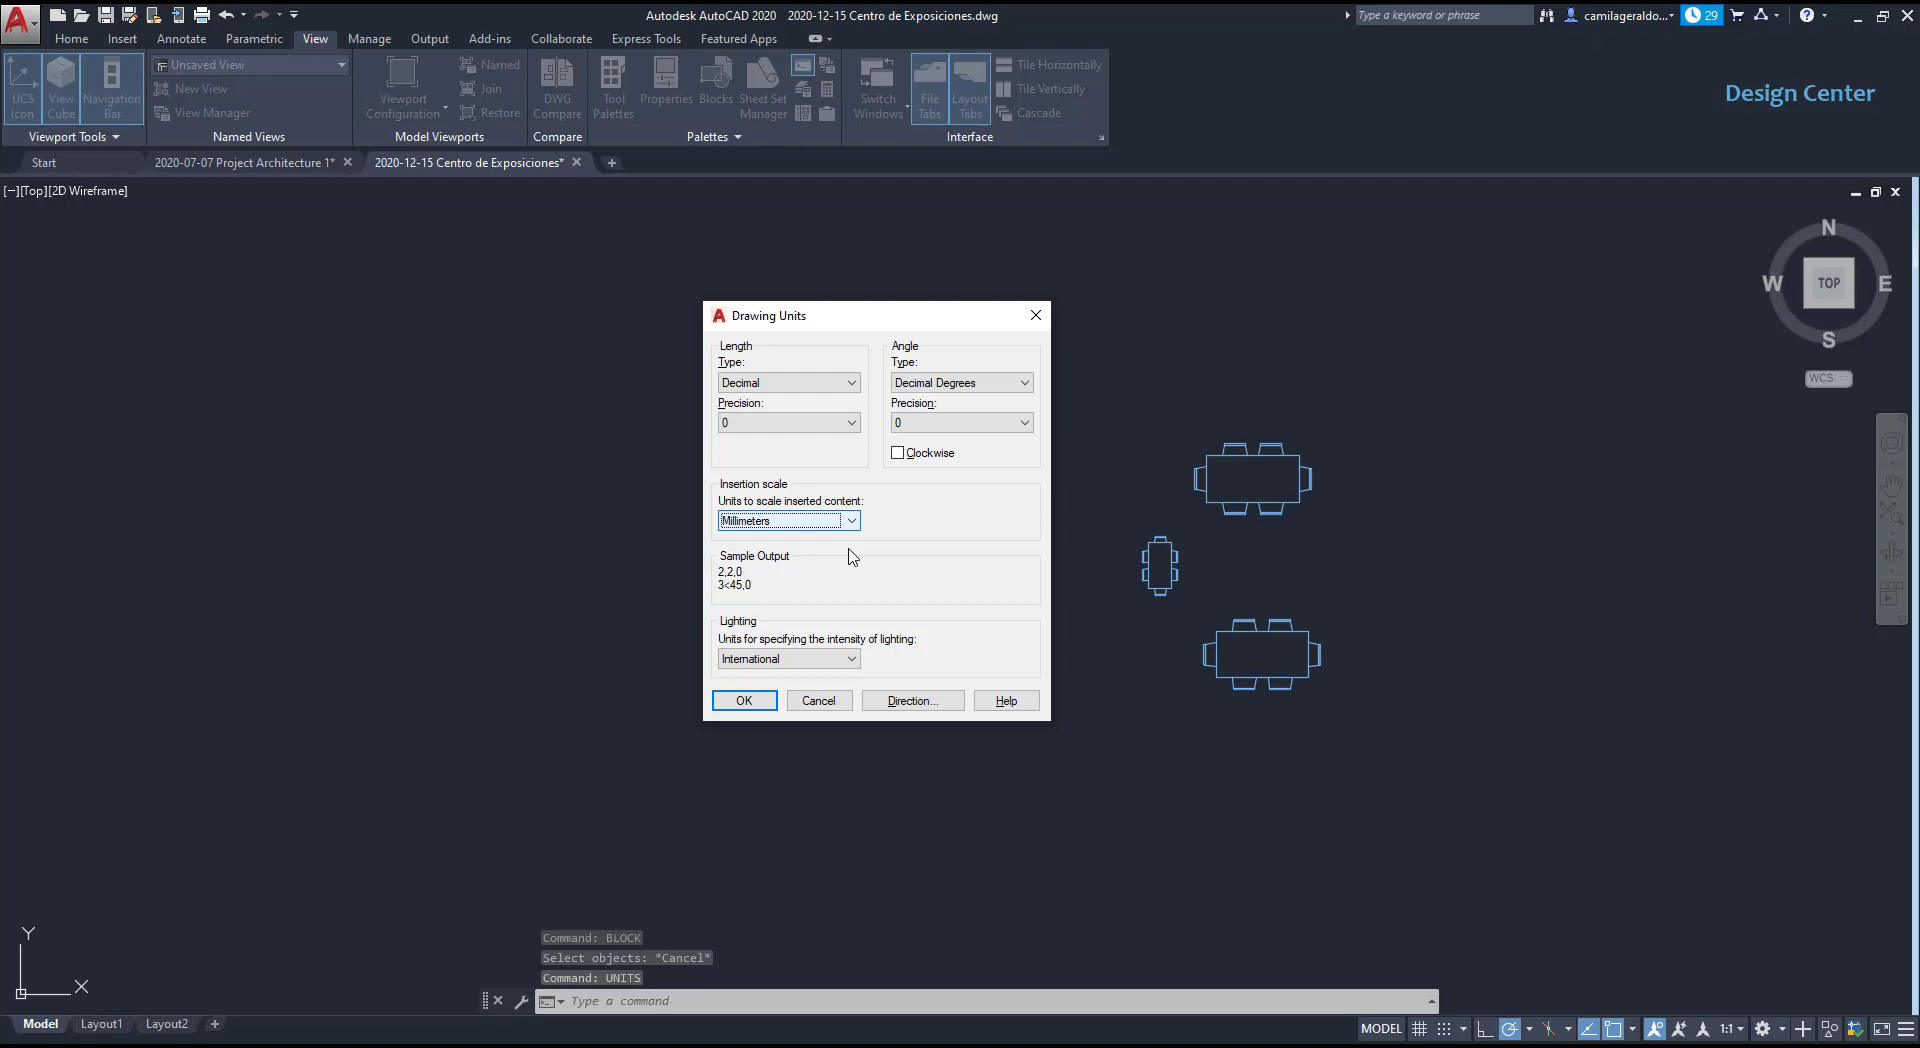 Autodesk AutoCAD 2020 2020-12-15 Centro de Exposiciones.dwg
Type a keyword or phrase
camilageraldo...
29
Home Insert Annotate Parametric View Manage Output Add-ins Collaborate Express Tools Featured Apps
UCS Icon
View Cube
Navigation Bar
Viewport Tools
Unsaved View
New View
View Manager
Named Views
Viewport Configuration
Named
Join
Restore
Model Viewports
DWG Compare
Compare
Tool Palettes
Properties
Blocks
Sheet Set Manager
Palettes
Switch Windows
File Tabs
Layout Tabs
Tile Horizontally
Tile Vertically
Cascade
Interface
Design Center
Start
2020-07-07 Project Architecture 1*
2020-12-15 Centro de Exposiciones*
[−][Top][2D Wireframe]
N
W
TOP
E
S
WCS
Drawing Units
Length
Type:
Decimal
Precision:
0
Angle
Type:
Decimal Degrees
Precision:
0
Clockwise
Insertion scale
Units to scale inserted content:
Millimeters
Sample Output
2,2,0
3<45,0
Lighting
Units for specifying the intensity of lighting:
International
OK Cancel Direction... Help
Y
X
Command: BLOCK
Select objects: *Cancel*
Command: UNITS
Type a command
Model Layout1 Layout2
MODEL
1:1